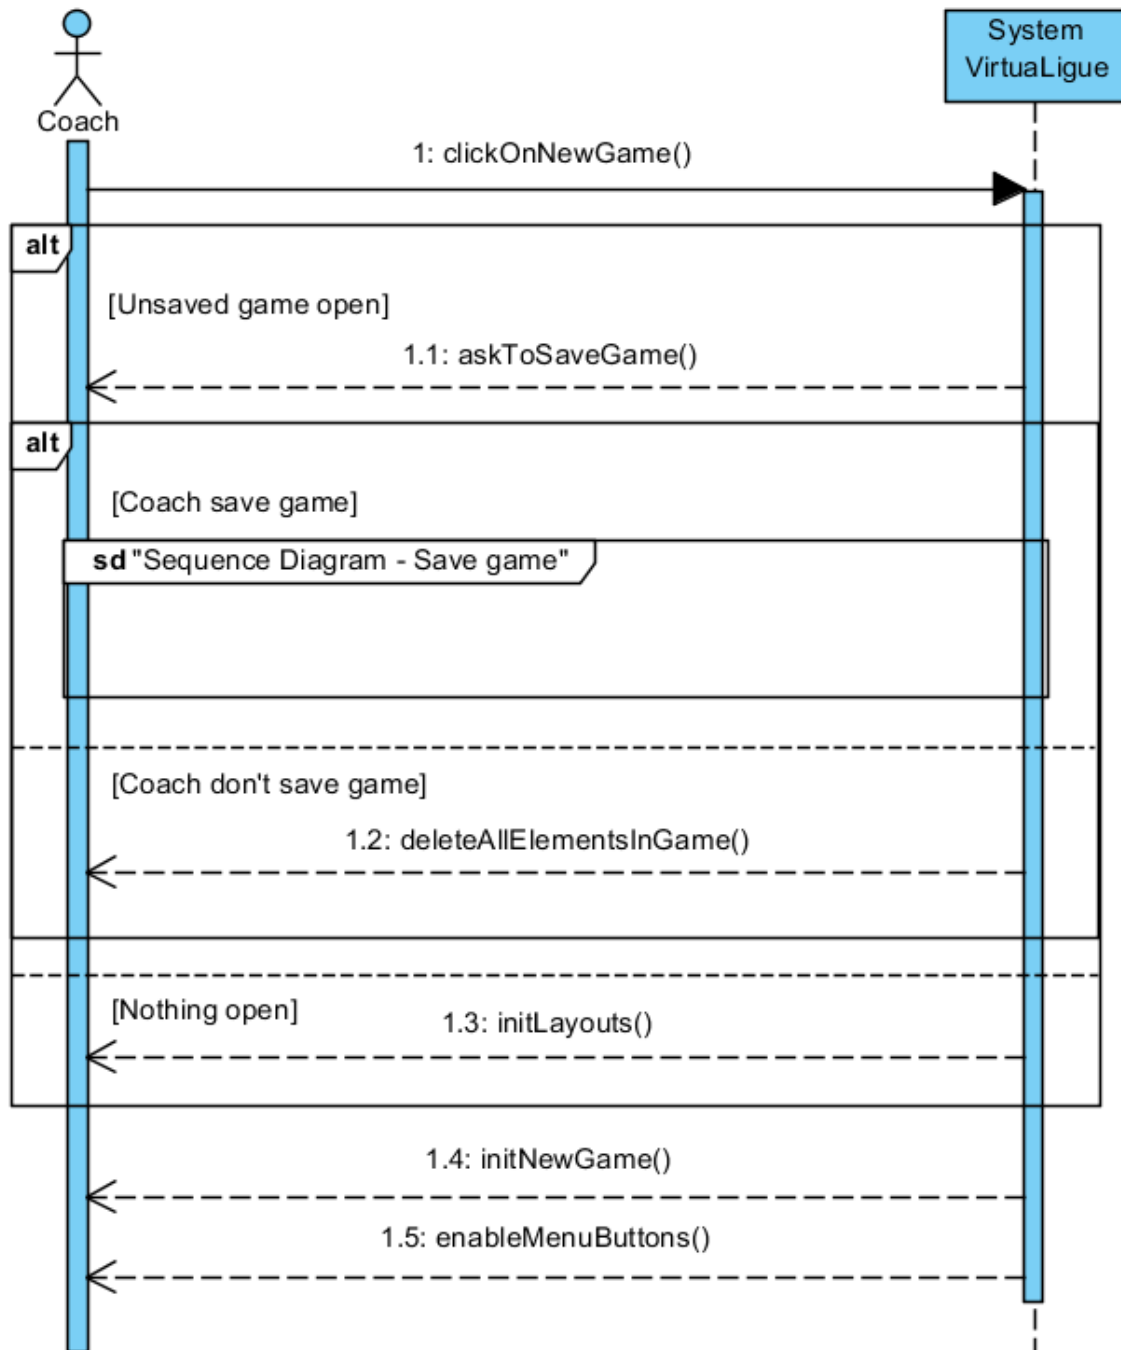 System
VirtuaLigue
Coach
1: clickOnNewGame()
alt
[Unsaved game open]
1.1: askToSaveGame()
alt
[Coach save game]
sd "Sequence Diagram - Save game"
[Coach don't save game]
1.2: deleteAllElementsInGame()
[Nothing open]
1.3: initLayouts()
1.4: initNewGame()
1.5: enableMenuButtons()